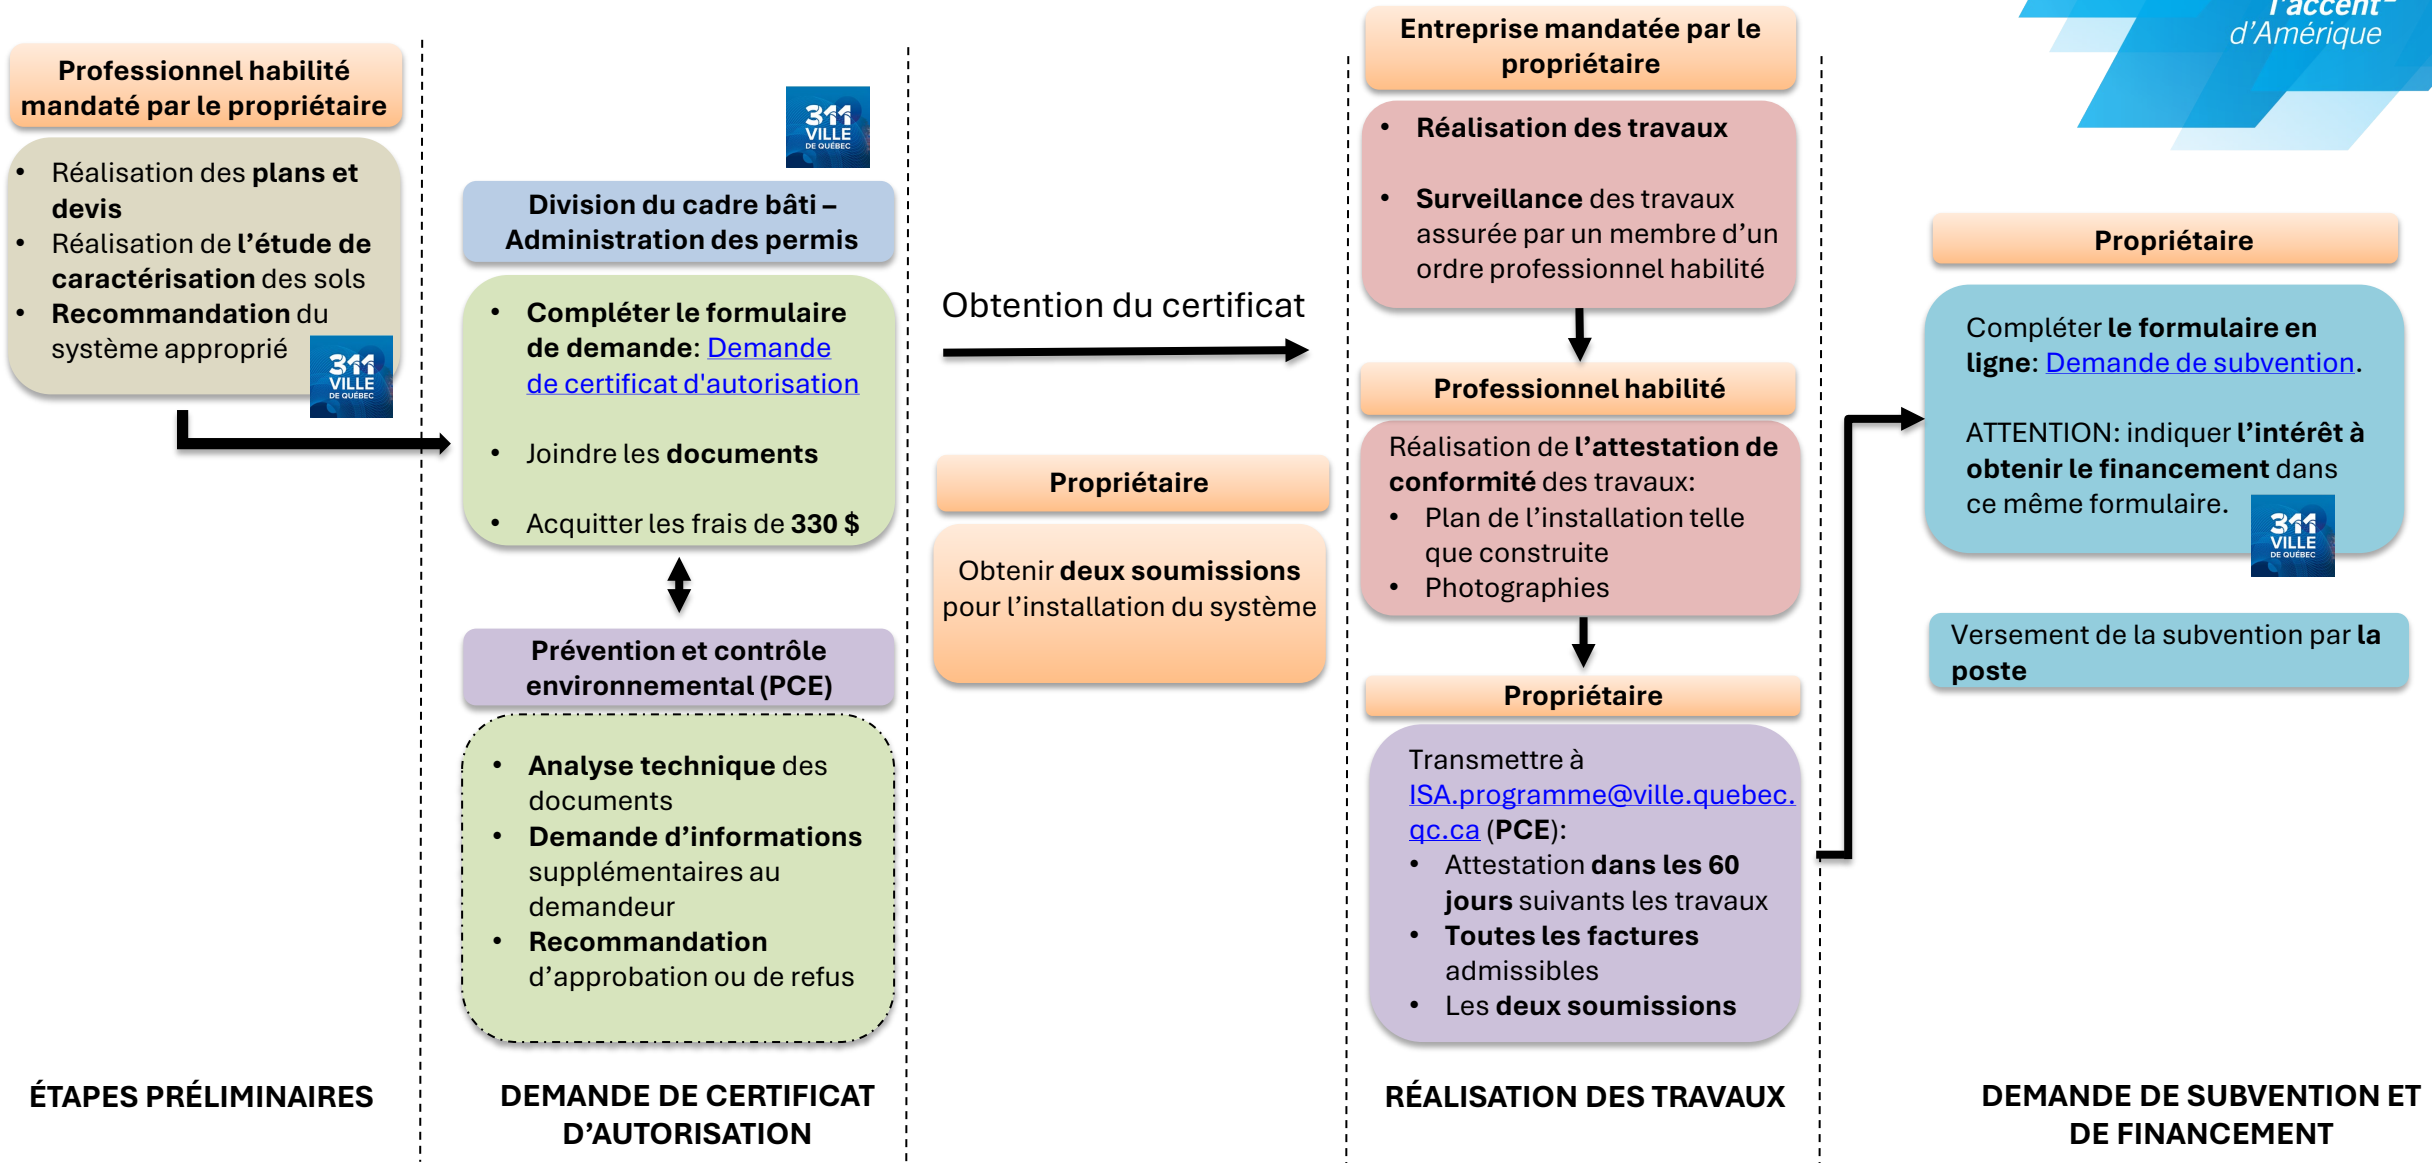 l'accent
d'Amérique
Professionnel habilité
mandaté par le propriétaire
• Réalisation des plans et
devis
• Réalisation de l’étude de
caractérisation des sols
• Recommandation du
système approprié
311
VILLE
DE QUÉBEC
ÉTAPES PRÉLIMINAIRES
311
VILLE
DE QUÉBEC
Division du cadre bâti –
Administration des permis
• Compléter le formulaire
de demande: Demande
de certificat d'autorisation
• Joindre les documents
• Acquitter les frais de 330 $
Prévention et contrôle
environnemental (PCE)
• Analyse technique des
documents
• Demande d’informations
supplémentaires au
demandeur
• Recommandation
d’approbation ou de refus
DEMANDE DE CERTIFICAT
D’AUTORISATION
Obtention du certificat
Propriétaire
Obtenir deux soumissions
pour l’installation du système
Entreprise mandatée par le
propriétaire
• Réalisation des travaux
• Surveillance des travaux
assurée par un membre d’un
ordre professionnel habilité
Professionnel habilité
Réalisation de l’attestation de
conformité des travaux:
• Plan de l’installation telle
que construite
• Photographies
Propriétaire
Transmettre à
ISA.programme@ville.quebec.
qc.ca (PCE):
• Attestation dans les 60
jours suivants les travaux
• Toutes les factures
admissibles
• Les deux soumissions
RÉALISATION DES TRAVAUX
Propriétaire
Compléter le formulaire en
ligne: Demande de subvention.
ATTENTION: indiquer l’intérêt à
obtenir le financement dans
ce même formulaire.
311
VILLE
DE QUÉBEC
Versement de la subvention par la
poste
DEMANDE DE SUBVENTION ET
DE FINANCEMENT